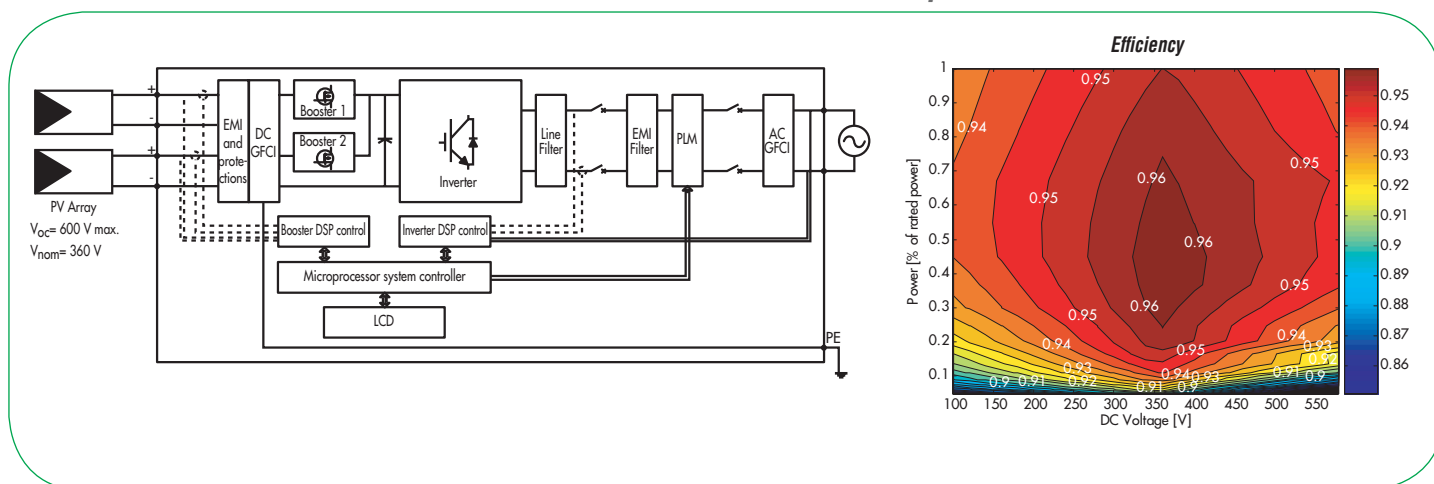 +
-
+
-
PV Array
Voc= 600 V max.
Vnom= 360 V
EMI
and
prote-
ctions
DC
GFCI
Booster 1
Booster 2
Inverter
Line
Filter
EMI
Filter
PLM
AC
GFCI
Booster DSP control
Inverter DSP control
Microprocessor system controller
LCD
PE
Efficiency
Power [% of rated power]
1
0.9
0.8
0.7
0.6
0.5
0.4
0.3
0.2
0.1
0.95
0.94
0.95
0.96
0.95
0.96
0.96
0.95
0.95
0.94
0.95
0.94
0.93
0.93
0.94
0.93
0.92
0.91
0.9
0.91
0.92
0.91
0.9
0.9
100 150 200 250 300 350 400 450 500 550
DC Voltage [V]
0.95
0.94
0.93
0.92
0.91
0.9
0.89
0.88
0.87
0.86